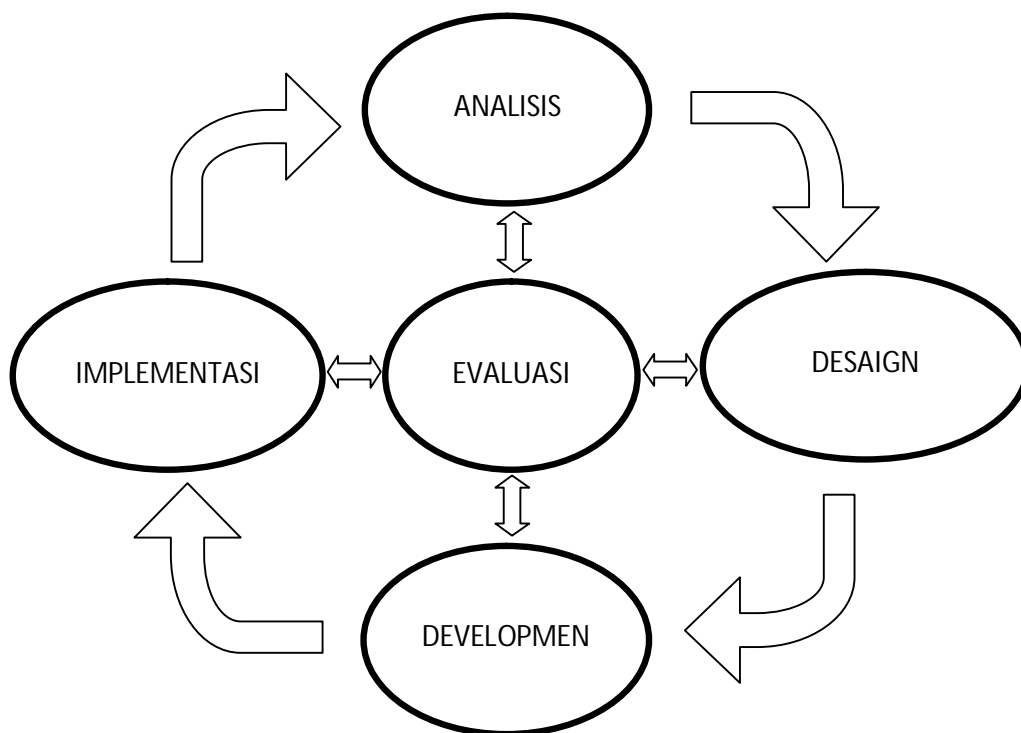 ANALISIS
IMPLEMENTASI
EVALUASI
DESAIGN
DEVELOPMEN